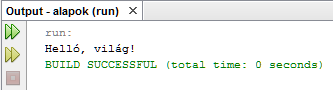 Output - alapok (run) ×
run:
Helló, világ!
BUILD SUCCESSFUL (total time: 0 seconds)